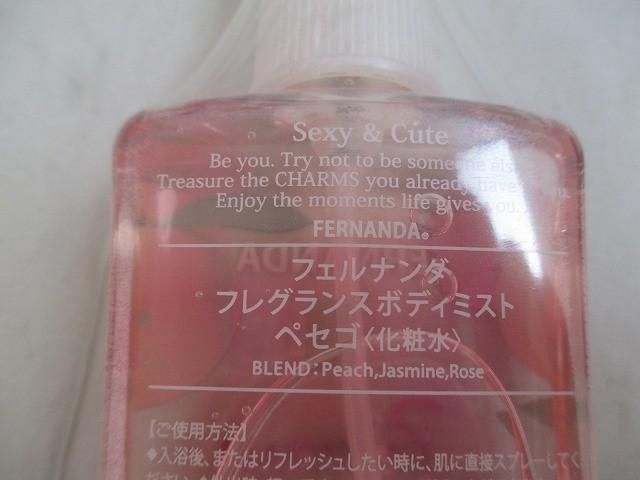 Sexy & Cute
Be you. Try not to be someone els
Treasure the CHARMS you already have
Enjoy the moments life gives you.
FERNANDA®
フェルナンダ
フレグランスボディミスト
ペセゴ〈化粧水〉
BLEND：Peach,Jasmine,Rose
【ご使用方法】
◆入浴後、またはリフレッシュしたい時に、肌に直接スプレーしてく